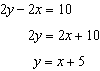 2y − 2x = 10
2y = 2x + 10
y = x + 5